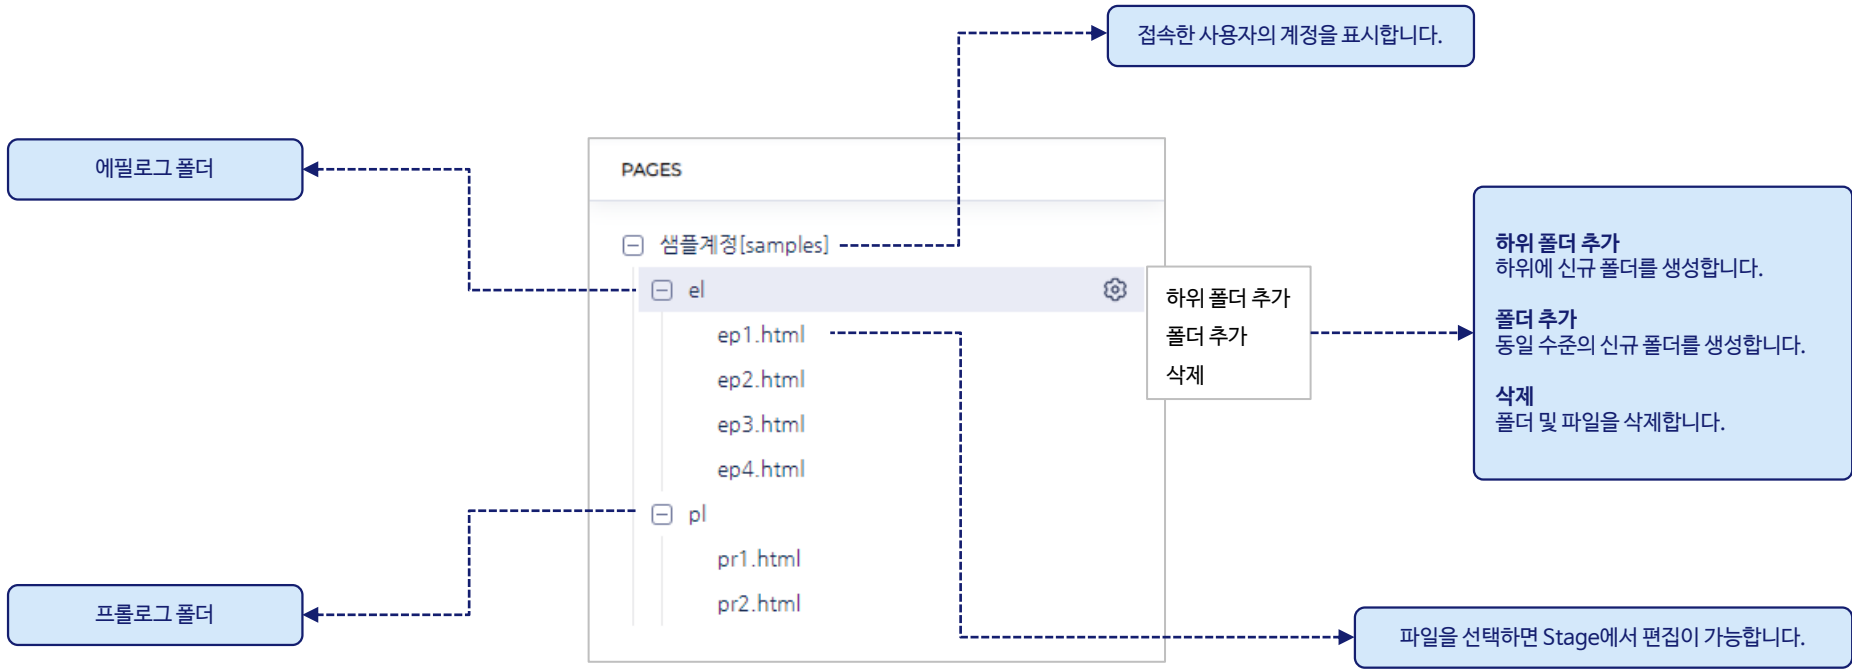 접속한 사용자의 계정을 표시합니다.
에필로그 폴더
PAGES
샘플계정[samples]
el
ep1.html
ep2.html
ep3.html
ep4.html
pl
pr1.html
pr2.html
하위 폴더 추가
폴더 추가
삭제
하위 폴더 추가
하위에 신규 폴더를 생성합니다.
폴더 추가
동일 수준의 신규 폴더를 생성합니다.
삭제
폴더 및 파일을 삭제합니다.
프롤로그 폴더
파일을 선택하면 Stage에서 편집이 가능합니다.